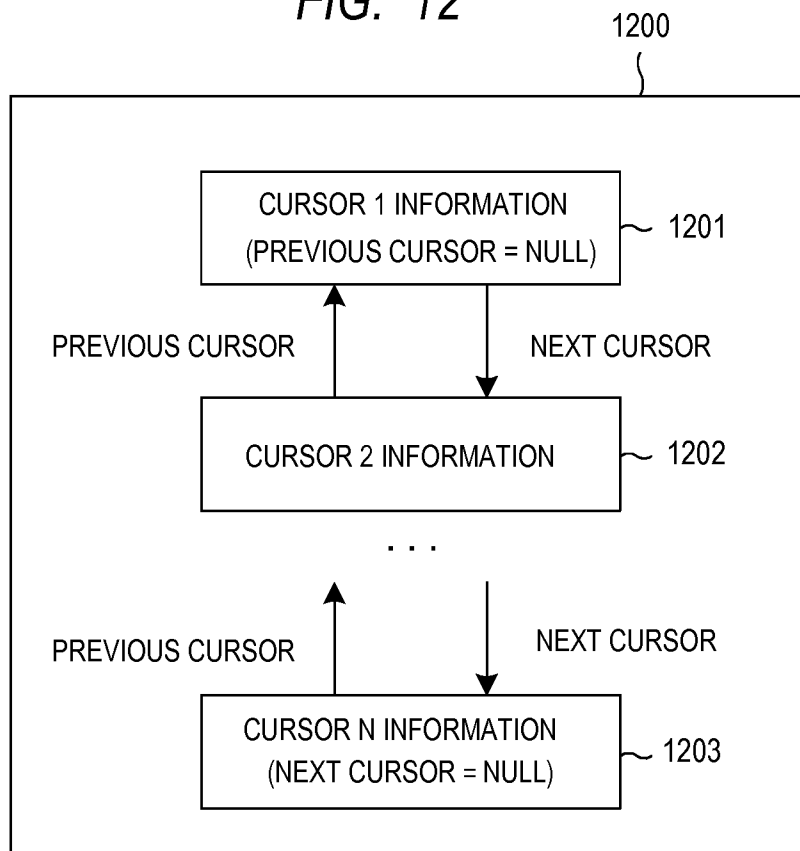 FIG. 12
1200
CURSOR 1 INFORMATION
(PREVIOUS CURSOR = NULL)
1201
PREVIOUS CURSOR
NEXT CURSOR
CURSOR 2 INFORMATION
1202
. . .
PREVIOUS CURSOR
NEXT CURSOR
CURSOR N INFORMATION
(NEXT CURSOR = NULL)
1203